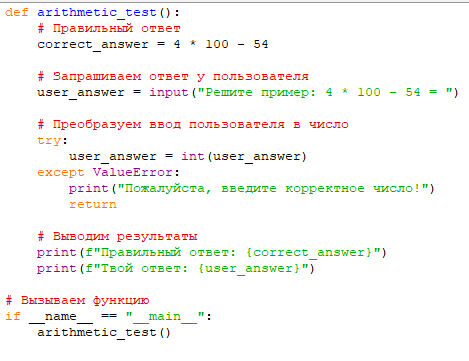 def arithmetic_test():
    # Правильный ответ
    correct_answer = 4 * 100 - 54

    # Запрашиваем ответ у пользователя
    user_answer = input("Решите пример: 4 * 100 - 54 = ")

    # Преобразуем ввод пользователя в число
    try:
        user_answer = int(user_answer)
    except ValueError:
        print("Пожалуйста, введите корректное число!")
        return

    # Выводим результаты
    print(f"Правильный ответ: {correct_answer}")
    print(f"Твой ответ: {user_answer}")

# Вызываем функцию
if __name__ == "__main__":
    arithmetic_test()